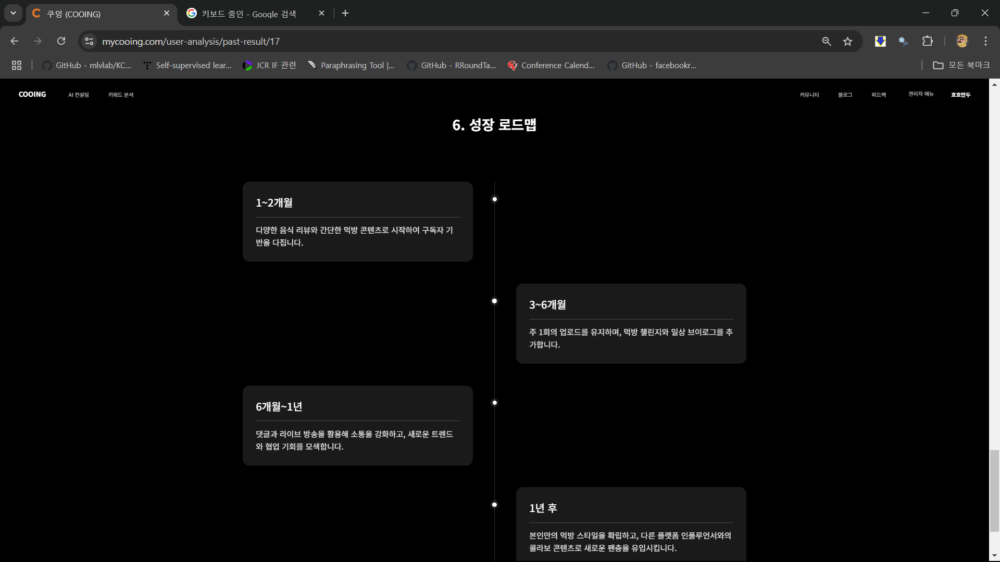 쿠잉 (COOING)
키보드 줌인 - Google 검색
mycooing.com/user-analysis/past-result/17
GitHub - mlvlab/KC...
Self-supervised lear...
JCR IF 관련
Paraphrasing Tool |...
GitHub - RRoundTa...
Conference Calend...
GitHub - facebookr...
모든 북마크
COOING
AI 컨설팅
키워드 분석
커뮤니티
블로그
피드백
관리자 메뉴
호호만두
6. 성장 로드맵
1~2개월
다양한 음식 리뷰와 간단한 먹방 콘텐츠로 시작하여 구독자 기
반을 다집니다.
3~6개월
주 1회의 업로드를 유지하며, 먹방 챌린지와 일상 브이로그를 추
가합니다.
6개월~1년
댓글과 라이브 방송을 활용해 소통을 강화하고, 새로운 트렌드
와 협업 기회를 모색합니다.
1년 후
본인만의 먹방 스타일을 확립하고, 다른 플랫폼 인플루언서와의
콜라보 콘텐츠로 새로운 팬층을 유입시킵니다.